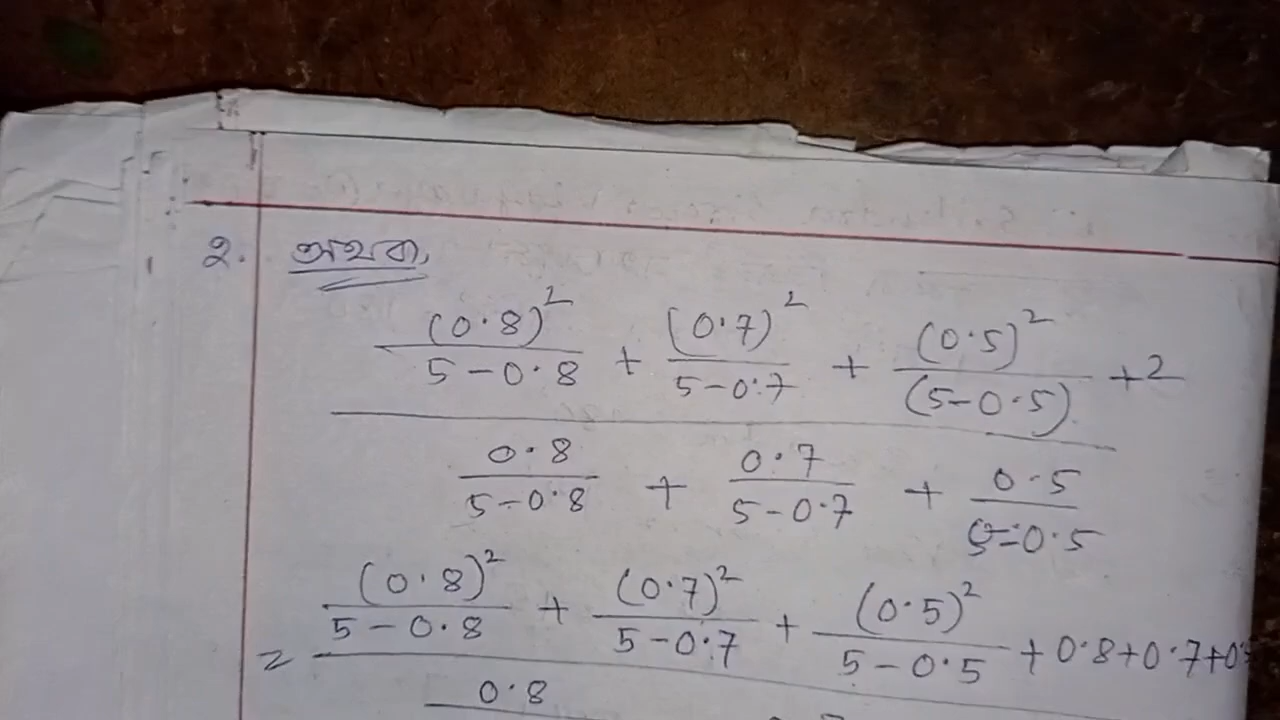 ২. অথবা,
(0.8)² / 5-0.8 + (0.7)² / 5-0.7 + (0.5)² / (5-0.5) + 2
0.8 / 5-0.8 + 0.7 / 5-0.7 + 0.5 / 5-0.5
= (0.8)² / 5-0.8 + (0.7)² / 5-0.7 + (0.5)² / 5-0.5 + 0.8+0.7+0.
0.8